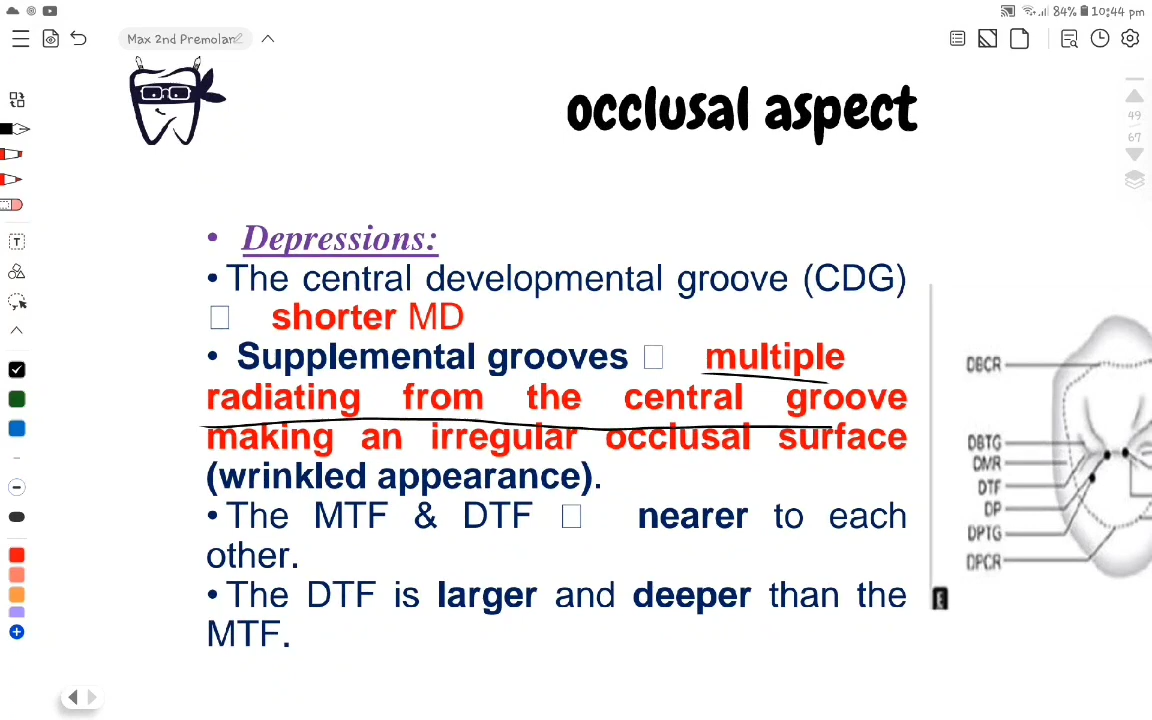 84% 10:44 pm
Max 2nd Premolar
occlusal aspect
49
67
• Depressions:
• The central developmental groove (CDG)
□ shorter MD
• Supplemental grooves □ multiple
radiating from the central groove
making an irregular occlusal surface
(wrinkled appearance).
• The MTF & DTF □ nearer to each
other.
• The DTF is larger and deeper than the
MTF.
DBCR
DBTG
DMR
DTF
DP
DPTG
DPCR
E
T